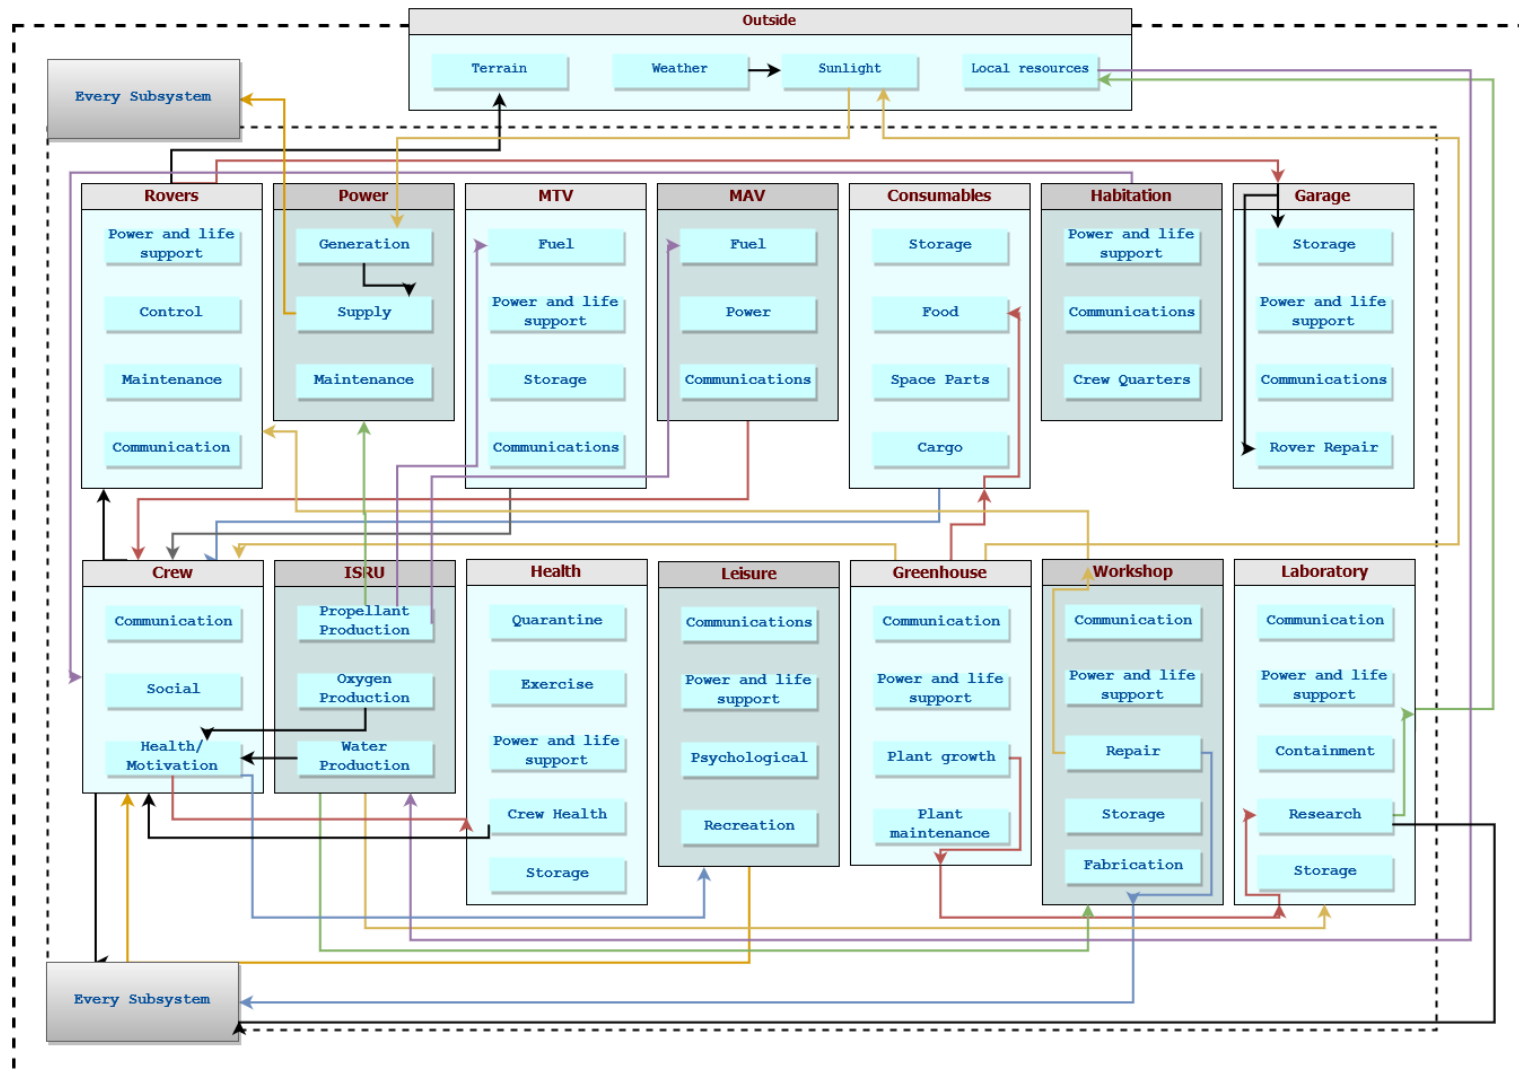 Outside
Terrain
Weather
Sunlight
Local resources
Every Subsystem
Rovers
Power and life
support
Control
Maintenance
Communication
Power
Generation
Supply
Maintenance
MTV
Fuel
Power and life
support
Storage
Communications
MAV
Fuel
Power
Communications
Consumables
Storage
Food
Space Parts
Cargo
Habitation
Power and life
support
Communications
Crew Quarters
Garage
Storage
Power and life
support
Communications
Rover Repair
Crew
Communication
Social
Health/
Motivation
ISRU
Propellant
Production
Oxygen
Production
Water
Production
Health
Quarantine
Exercise
Power and life
support
Crew Health
Storage
Leisure
Communications
Power and life
support
Psychological
Recreation
Greenhouse
Communication
Power and life
support
Plant growth
Plant
maintenance
Workshop
Communication
Power and life
support
Repair
Storage
Fabrication
Laboratory
Communication
Power and life
support
Containment
Research
Storage
Every Subsystem